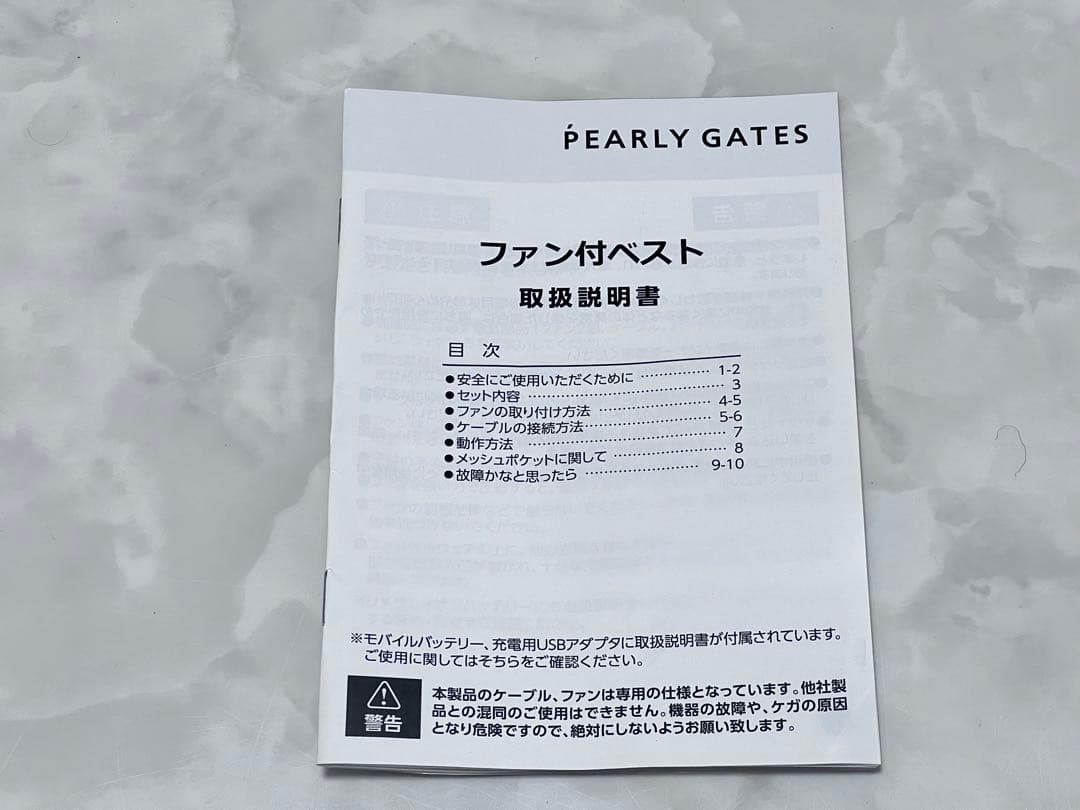 PEARLY GATES
ファン付ベスト
取扱説明書
目 次
●安全にご使用いただくために ………………… 1-2
●セット内容 ………………………………… 3
●ファンの取り付け方法 ………………… 4-5
●ケーブルの接続方法………………… 5-6
●動作方法 ………………………………… 7
●メッシュポケットに関して ………………… 8
●故障かなと思ったら ………………… 9-10
※モバイルバッテリー、充電用USBアダプタに取扱説明書が付属されています。
ご使用に関してはそちらをご確認ください。
警告
本製品のケーブル、ファンは専用の仕様となっています。他社製
品との混同のご使用はできません。機器の故障や、ケガの原因
となり危険ですので、絶対にしないようお願い致します。